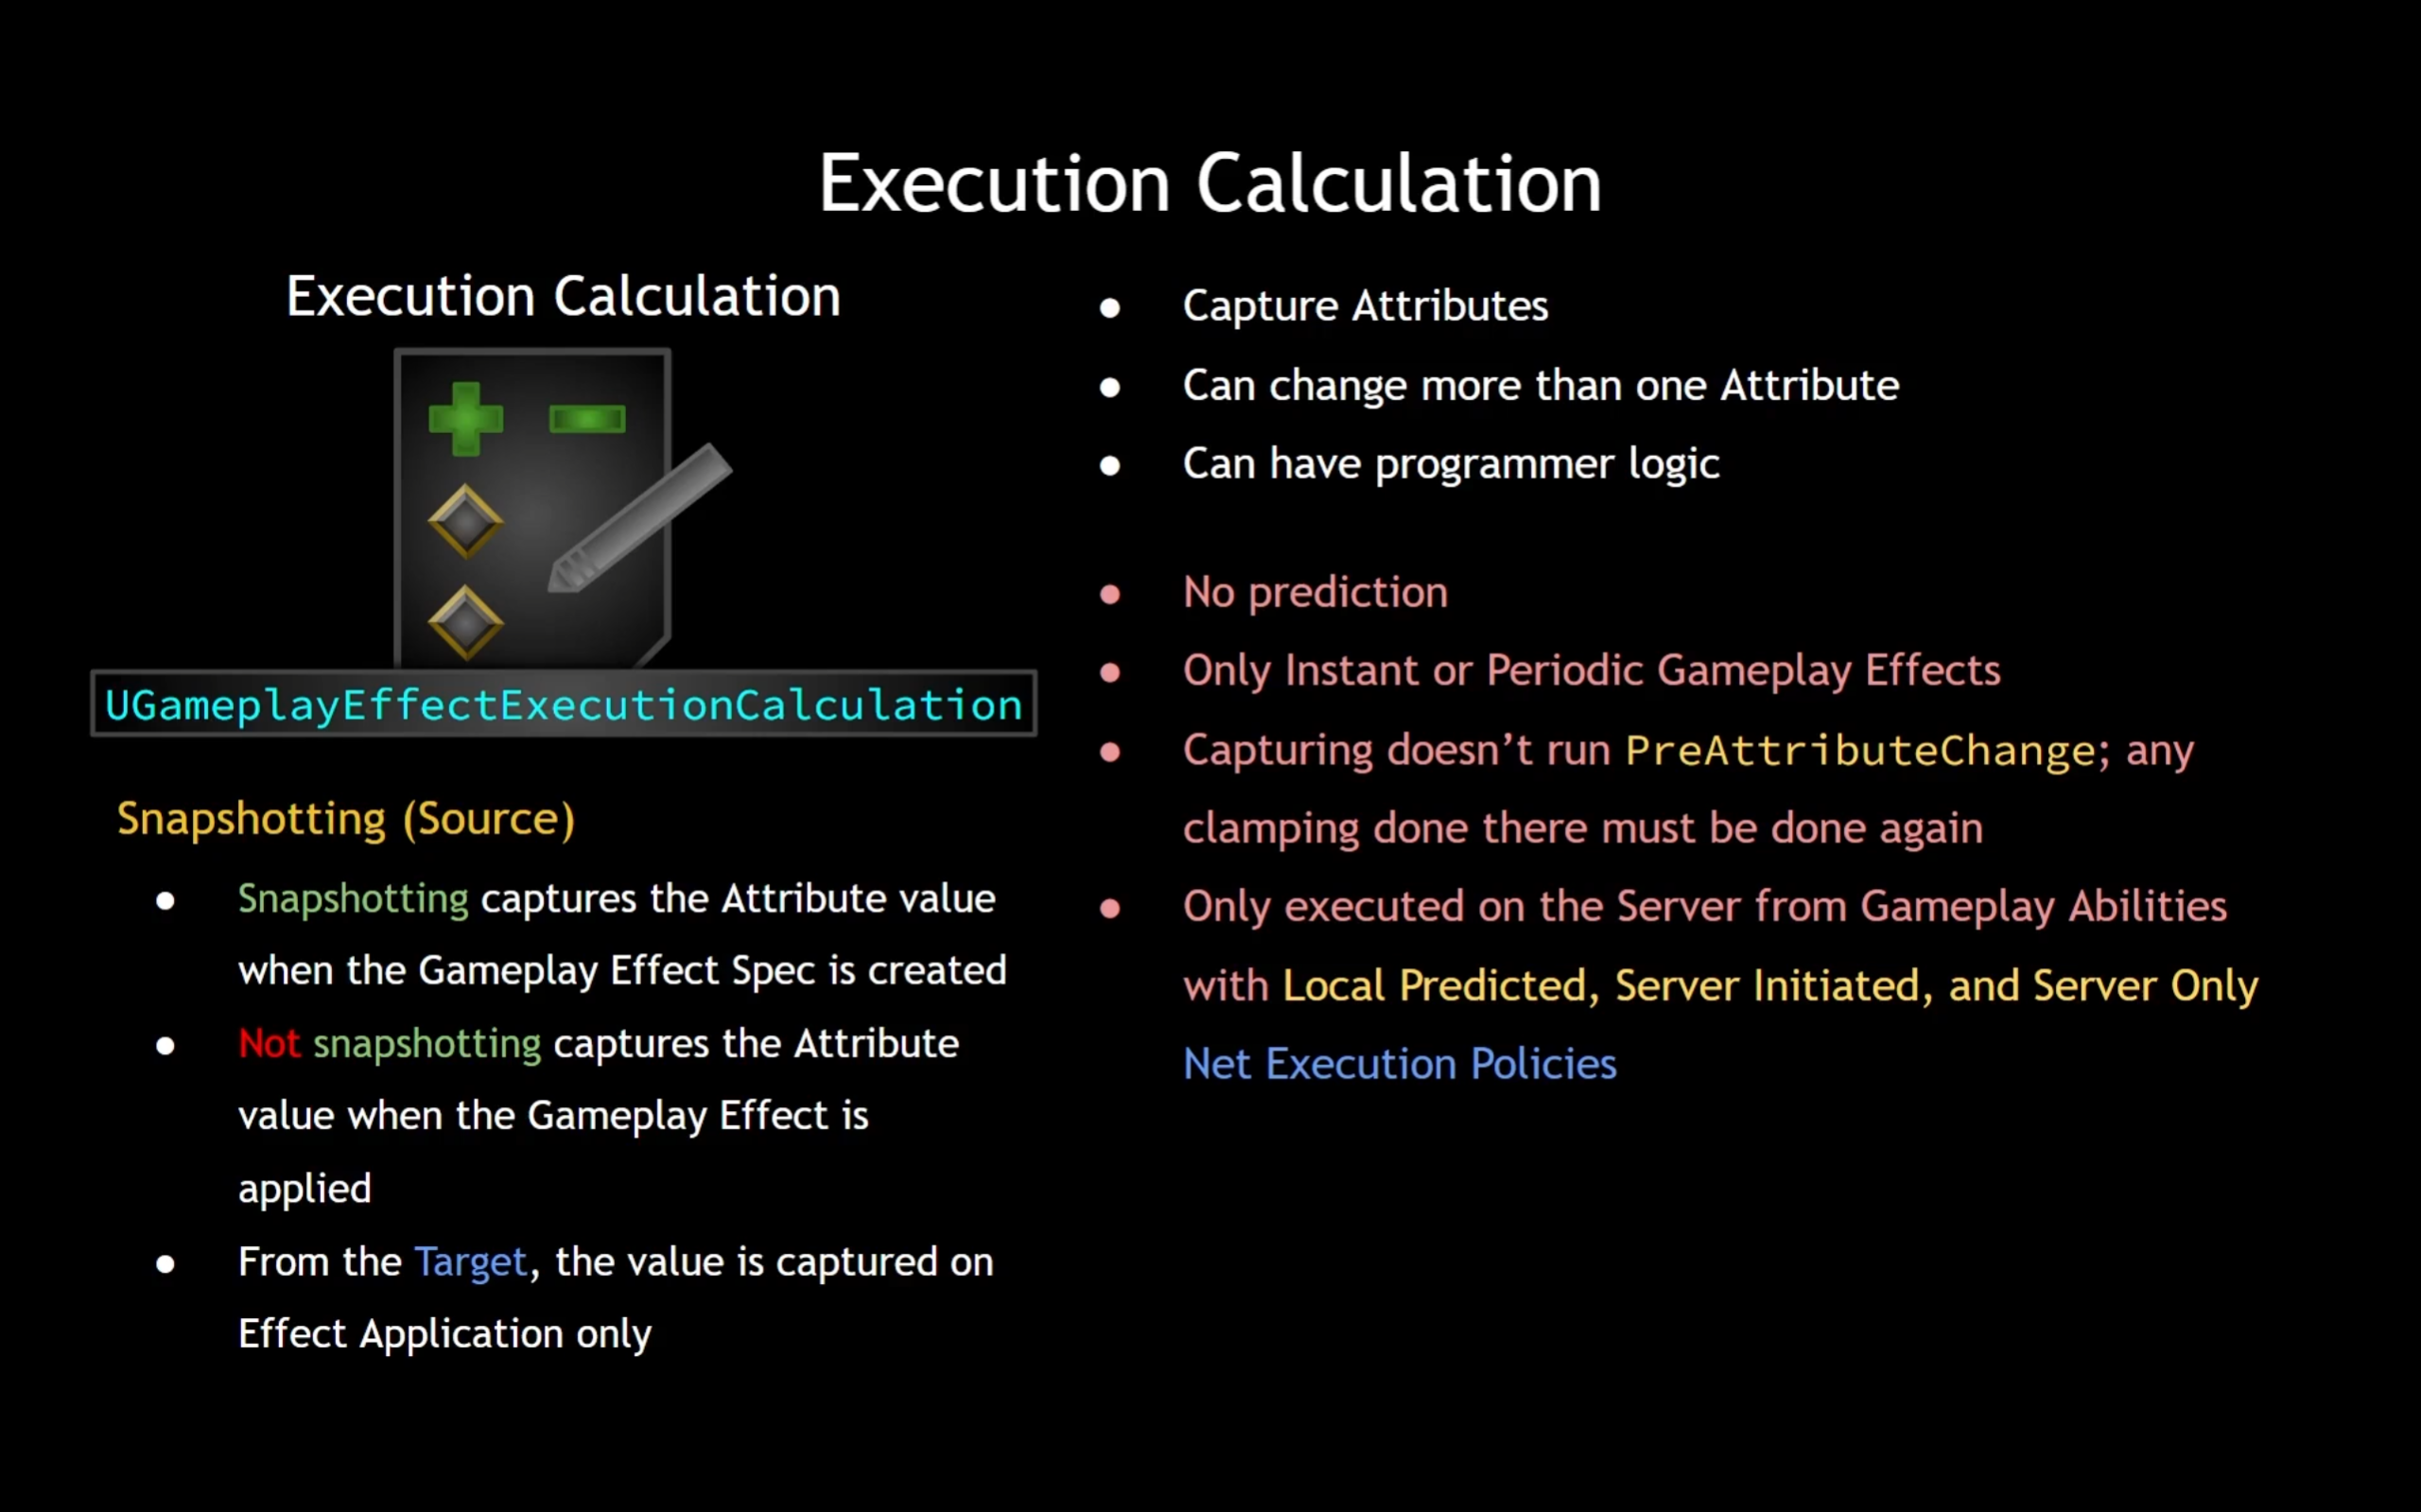 Execution Calculation
Execution Calculation
UGameplayEffectExecutionCalculation
Snapshotting (Source)
● Snapshotting captures the Attribute value
when the Gameplay Effect Spec is created
● Not snapshotting captures the Attribute
value when the Gameplay Effect is
applied
● From the Target, the value is captured on
Effect Application only
● Capture Attributes
● Can change more than one Attribute
● Can have programmer logic
● No prediction
● Only Instant or Periodic Gameplay Effects
● Capturing doesn’t run PreAttributeChange; any
clamping done there must be done again
● Only executed on the Server from Gameplay Abilities
with Local Predicted, Server Initiated, and Server Only
Net Execution Policies